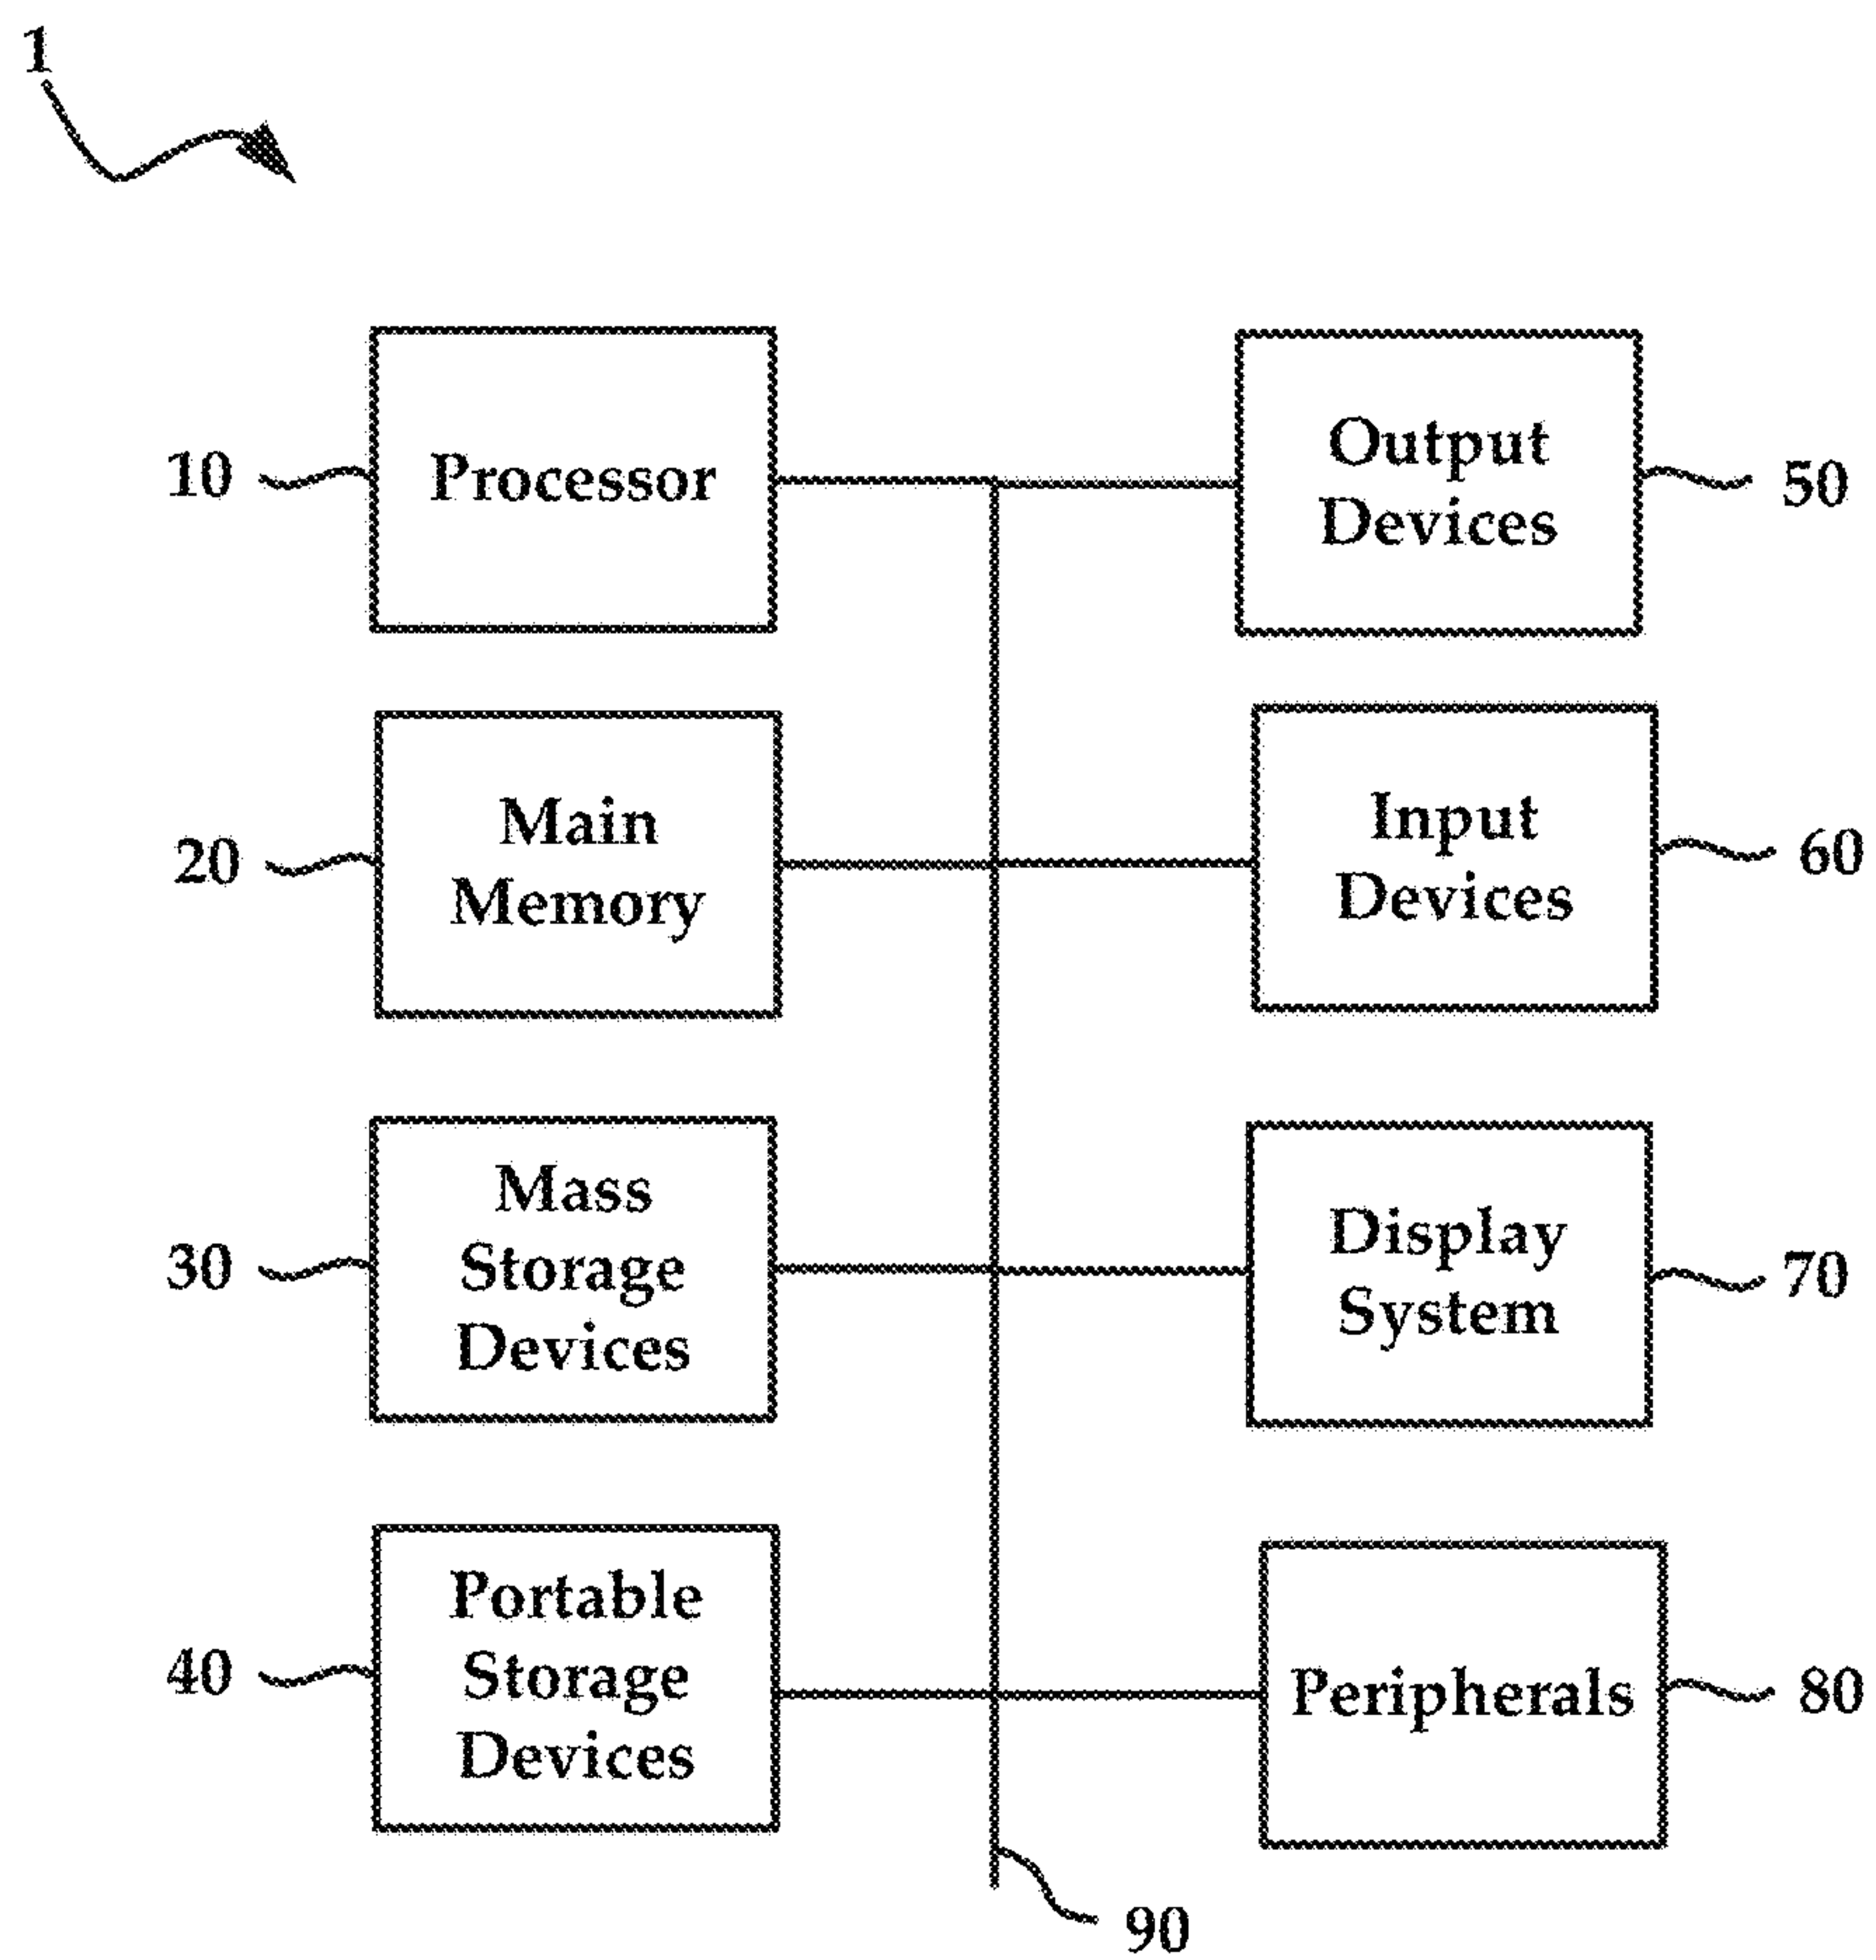 1
10
Processor
Output
Devices
50
20
Main
Memory
Input
Devices
60
30
Mass
Storage
Devices
Display
System
70
40
Portable
Storage
Devices
Peripherals
80
90